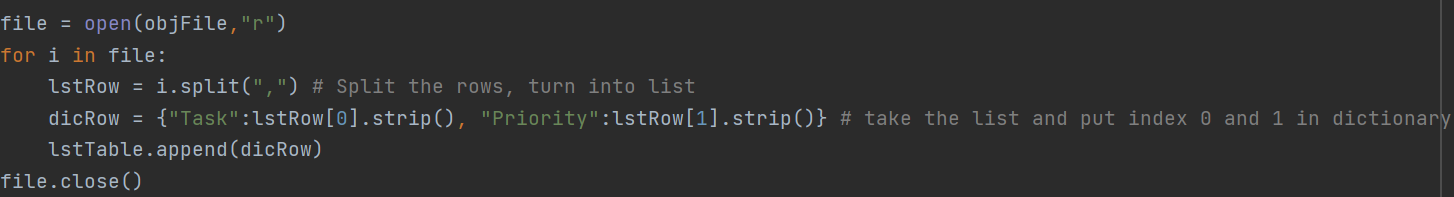 file = open(objFile,"r")
for i in file:
    lstRow = i.split(",") # Split the rows, turn into list
    dicRow = {"Task":lstRow[0].strip(), "Priority":lstRow[1].strip()} # take the list and put index 0 and 1 in dictionary
    lstTable.append(dicRow)
file.close()